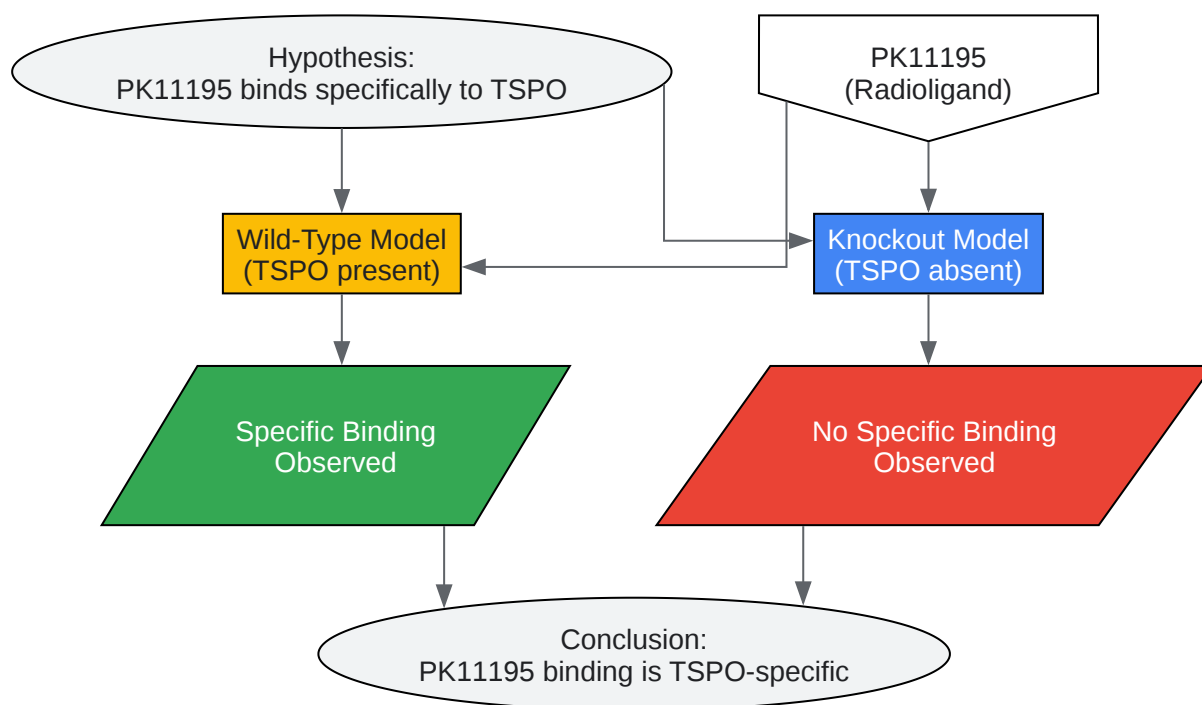 Hypothesis:
PK11195 binds specifically to TSPO
PK11195
(Radioligand)
Wild-Type Model
(TSPO present)
Knockout Model
(TSPO absent)
Specific Binding
Observed
No Specific Binding
Observed
Conclusion:
PK11195 binding is TSPO-specific